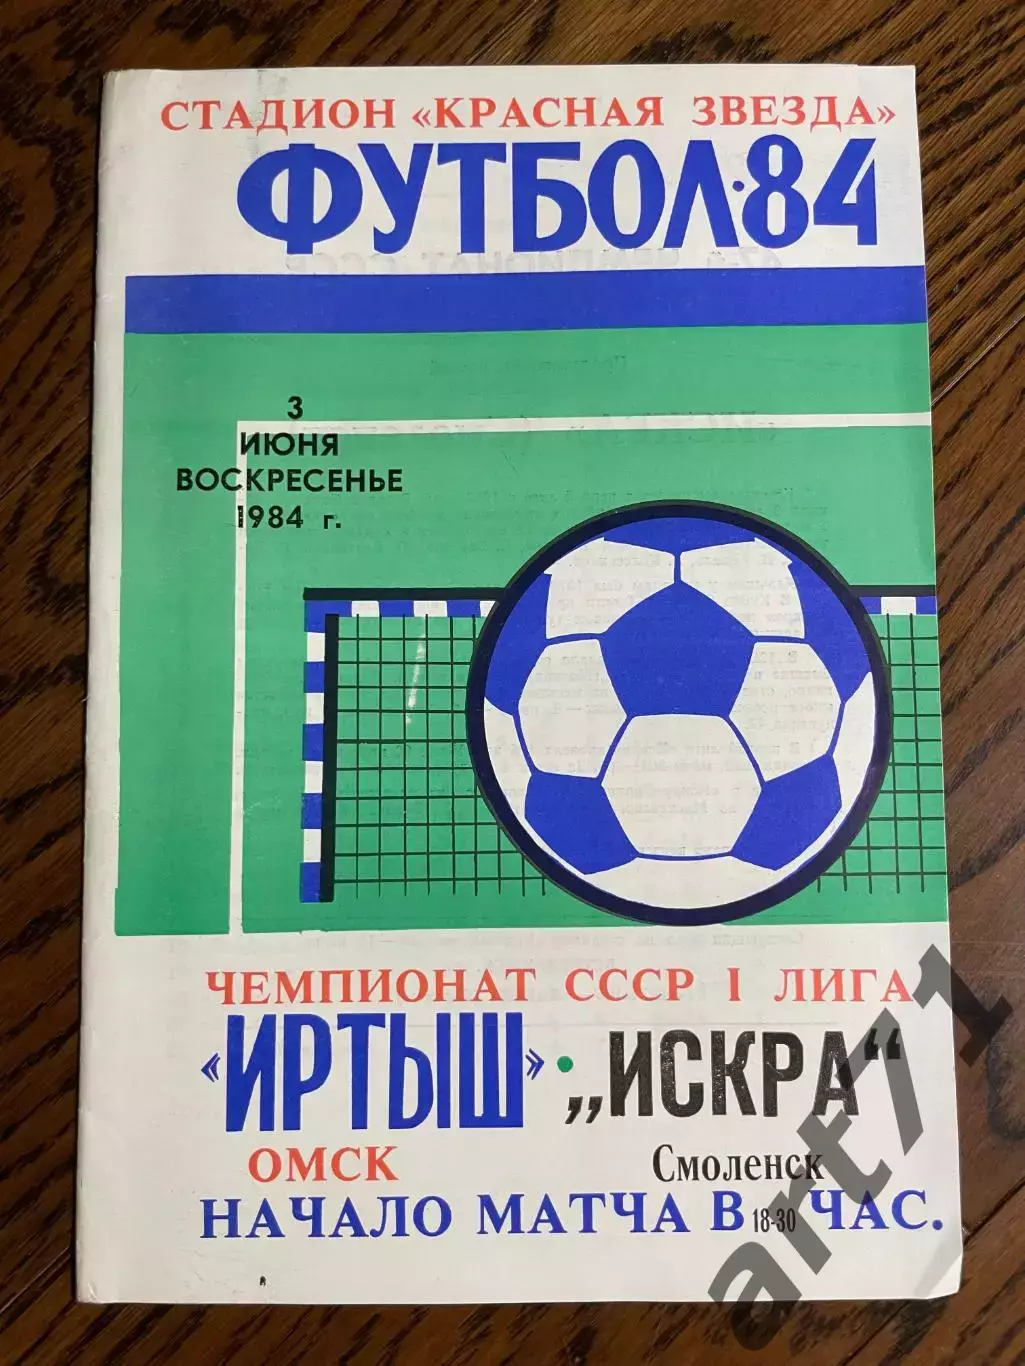 СТАДИОН «КРАСНАЯ ЗВЕЗДА»
ФУТБОЛ·84
3
ИЮНЯ
ВОСКРЕСЕНЬЕ
1984 г.
ЧЕМПИОНАТ СССР I ЛИГА
«ИРТЫШ» • „ИСКРА“
ОМСК Смоленск
НАЧАЛО МАТЧА В 18-30 ЧАС.
art71